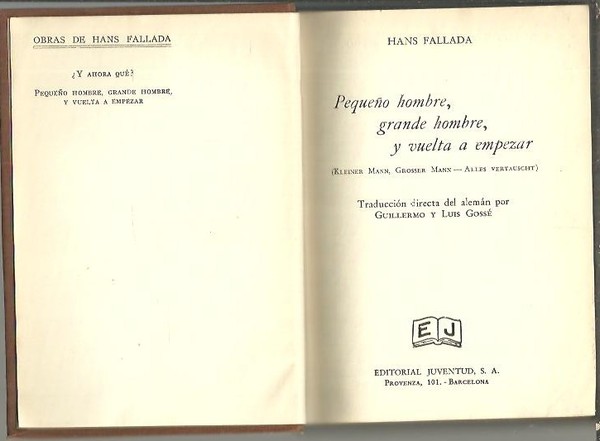 OBRAS DE HANS FALLADA
¿Y AHORA QUÉ?
PEQUEÑO HOMBRE, GRANDE HOMBRE,
Y VUELTA A EMPEZAR
HANS FALLADA
Pequeño hombre,
grande hombre,
y vuelta a empezar
(KLEINER MANN, GROSSER MANN — ALLES VERTAUSCHT)
Traducción directa del alemán por
GUILLERMO Y LUIS GOSSÉ
E J
EDITORIAL JUVENTUD, S. A.
PROVENZA, 101. - BARCELONA